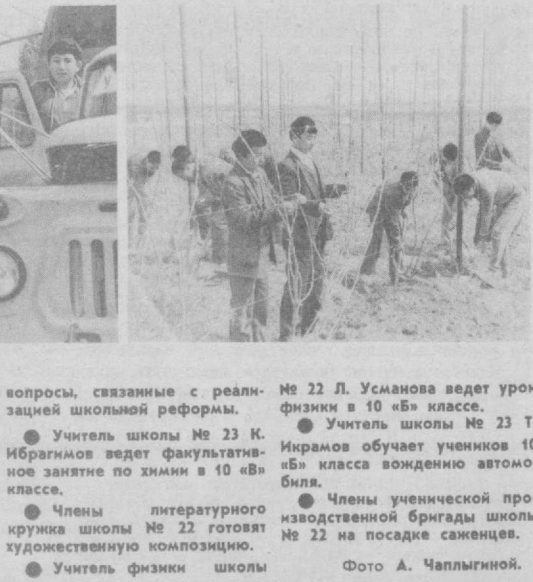 вопросы, связанные с реали-
зацией школьной реформы.
● Учитель школы № 23 К.
Ибрагимов ведет факультатив-
ное занятие по химии в 10 «В»
классе.
● Члены литературного
кружка школы № 22 готовят
художественную композицию.
● Учитель физики школы
№ 22 Л. Усманова ведет урок
физики в 10 «Б» классе.
● Учитель школы № 23 Т.
Икрамов обучает учеников 10
«Б» класса вождению автомо-
биля.
● Члены ученической про-
изводственной бригады школы
№ 22 на посадке саженцев.
Фото А. Чаплыгиной.